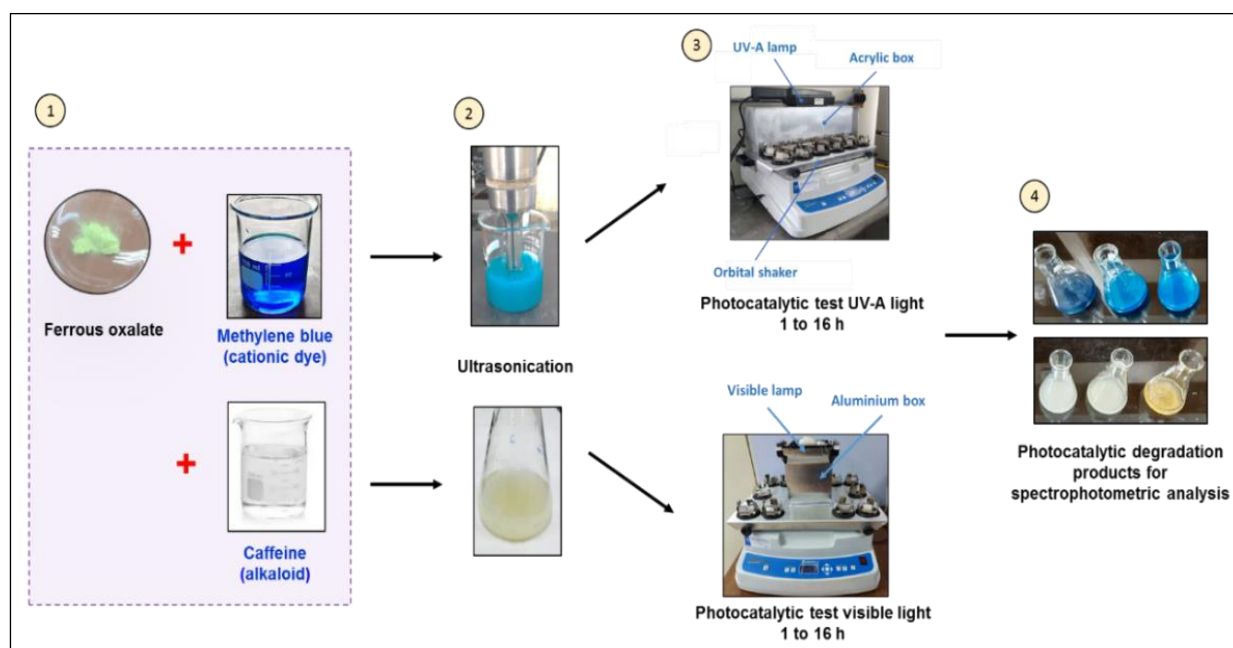 1
Ferrous oxalate
+
Methylene blue
(cationic dye)
+
Caffeine
(alkaloid)
2
Ultrasonication
3
UV-A lamp
Acrylic box
Orbital shaker
Photocatalytic test UV-A light
1 to 16 h
Visible lamp
Aluminium box
Photocatalytic test visible light
1 to 16 h
4
Photocatalytic degradation
products for
spectrophotometric analysis